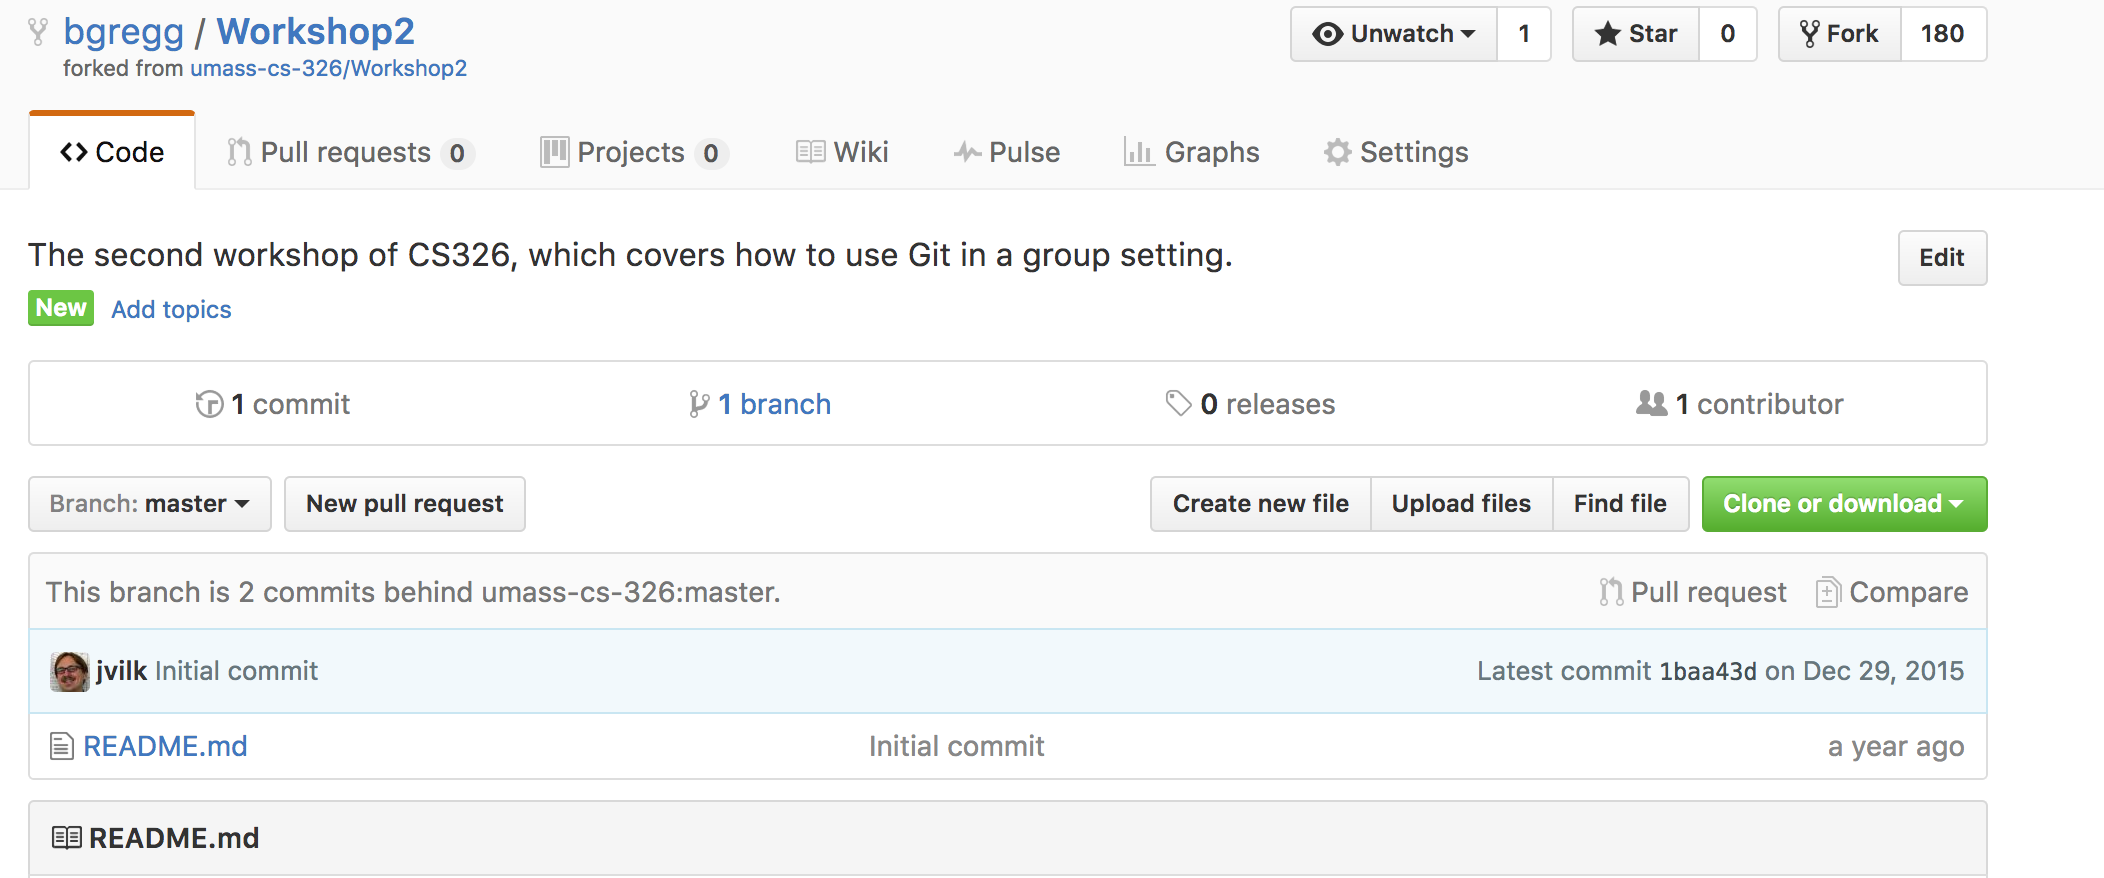 bgregg / Workshop2
forked from umass-cs-326/Workshop2
Unwatch 1 Star 0 Fork 180
Code Pull requests 0 Projects 0 Wiki Pulse Graphs Settings
The second workshop of CS326, which covers how to use Git in a group setting.
Edit
New Add topics
1 commit 1 branch 0 releases 1 contributor
Branch: master New pull request Create new file Upload files Find file Clone or download
This branch is 2 commits behind umass-cs-326:master. Pull request Compare
jvilk Initial commit Latest commit 1baa43d on Dec 29, 2015
README.md Initial commit a year ago
README.md